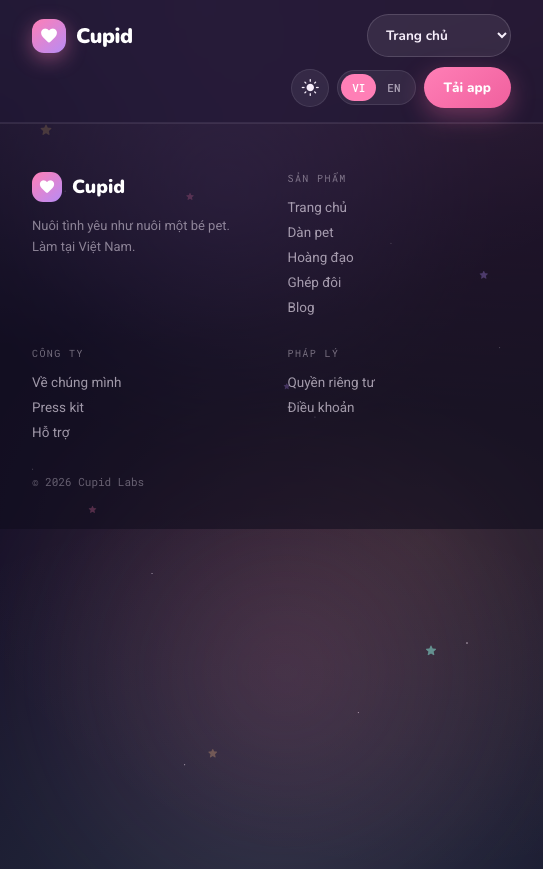 Cupid
Trang chủ
VI EN
Tải app
Cupid
Nuôi tình yêu như nuôi một bé pet.
Làm tại Việt Nam.
SẢN PHẨM
Trang chủ
Dàn pet
Hoàng đạo
Ghép đôi
Blog
CÔNG TY
Về chúng mình
Press kit
Hỗ trợ
PHÁP LÝ
Quyền riêng tư
Điều khoản
© 2026 Cupid Labs